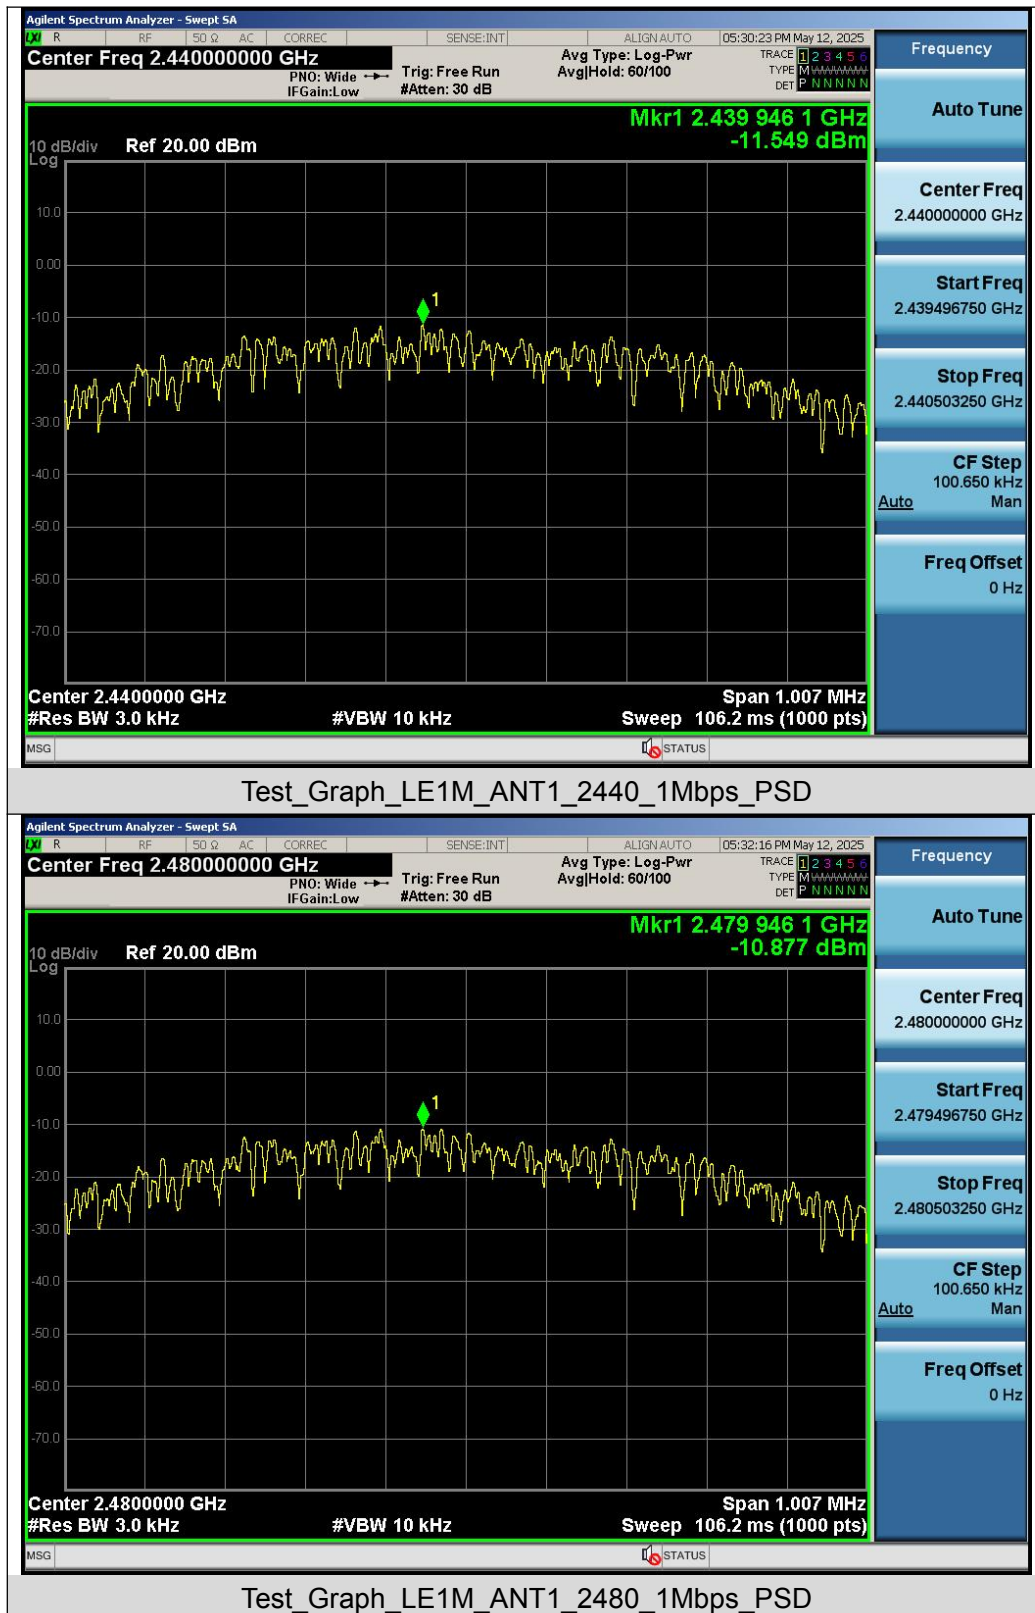 Agilent Spectrum Analyzer - Swept SA
LXI R RF 50 Ω AC CORREC SENSE:INT ALIGN AUTO 05:30:23 PM May 12, 2025
Center Freq 2.440000000 GHz
PNO: Wide
IFGain:Low
Trig: Free Run
#Atten: 30 dB
Avg Type: Log-Pwr
Avg|Hold: 60/100
TRACE 1 2 3 4 5 6
TYPE M
DET P N N N N N
Mkr1 2.439 946 1 GHz
-11.549 dBm
10 dB/div Ref 20.00 dBm
Log
10.0
0.00
-10.0
-20.0
-30.0
-40.0
-50.0
-60.0
-70.0
1
Center 2.4400000 GHz Span 1.007 MHz
#Res BW 3.0 kHz #VBW 10 kHz Sweep 106.2 ms (1000 pts)
MSG STATUS
Frequency
Auto Tune
Center Freq
2.440000000 GHz
Start Freq
2.439496750 GHz
Stop Freq
2.440503250 GHz
CF Step
100.650 kHz
Auto Man
Freq Offset
0 Hz
Test_Graph_LE1M_ANT1_2440_1Mbps_PSD
Agilent Spectrum Analyzer - Swept SA
LXI R RF 50 Ω AC CORREC SENSE:INT ALIGN AUTO 05:32:16 PM May 12, 2025
Center Freq 2.480000000 GHz
PNO: Wide
IFGain:Low
Trig: Free Run
#Atten: 30 dB
Avg Type: Log-Pwr
Avg|Hold: 60/100
TRACE 1 2 3 4 5 6
TYPE M
DET P N N N N N
Mkr1 2.479 946 1 GHz
-10.877 dBm
10 dB/div Ref 20.00 dBm
Log
10.0
0.00
-10.0
-20.0
-30.0
-40.0
-50.0
-60.0
-70.0
1
Center 2.4800000 GHz Span 1.007 MHz
#Res BW 3.0 kHz #VBW 10 kHz Sweep 106.2 ms (1000 pts)
MSG STATUS
Frequency
Auto Tune
Center Freq
2.480000000 GHz
Start Freq
2.479496750 GHz
Stop Freq
2.480503250 GHz
CF Step
100.650 kHz
Auto Man
Freq Offset
0 Hz
Test_Graph_LE1M_ANT1_2480_1Mbps_PSD